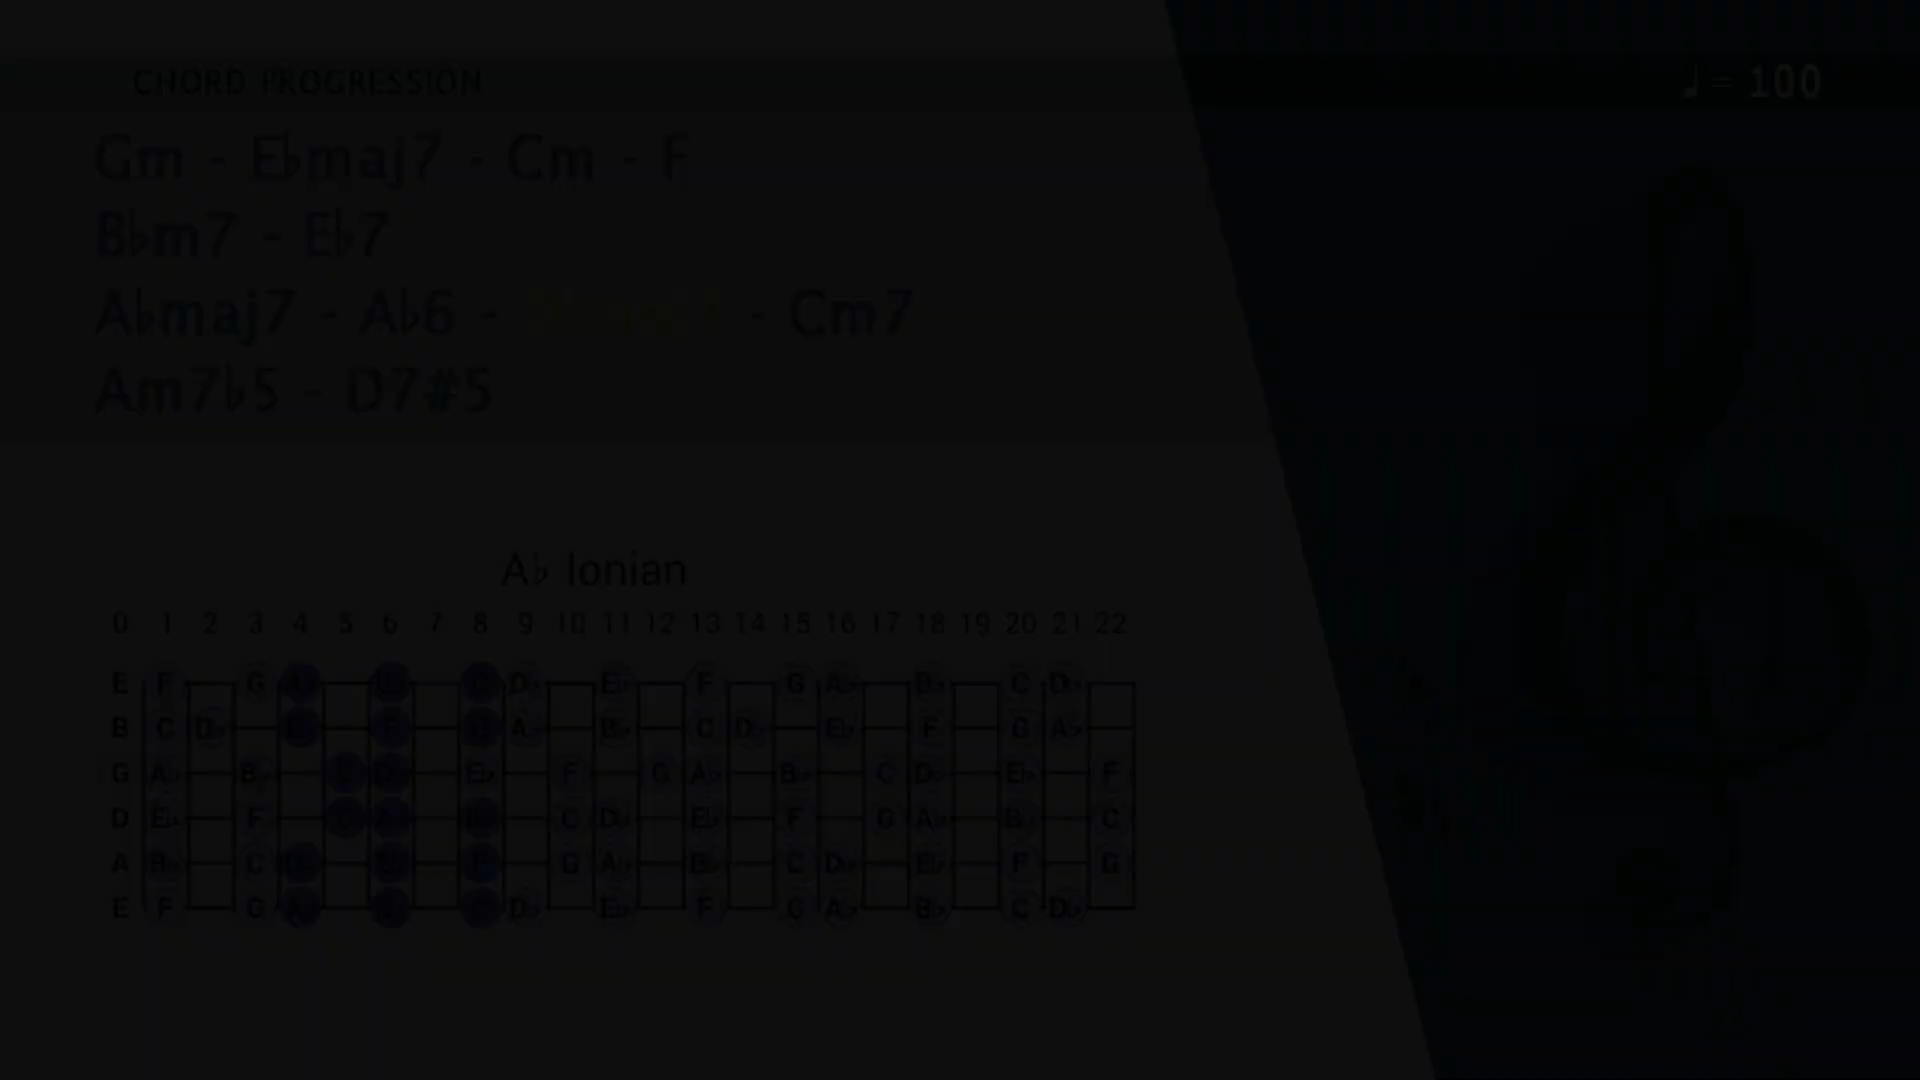 CHORD PROGRESSION
♩ = 100
Gm - E♭maj7 - Cm - F
B♭m7 - E♭7
A♭maj7 - A♭6 - - Cm7
Am7♭5 - D7#5
A♭ Ionian
0 1 2 3 4 5 6 7 8 9 10 11 12 13 14 15 16 17 18 19 20 21 22
E F G A♭ C D♭ E♭ F G A♭ B♭ C D♭
B C D♭ E♭ F A♭ B♭ C D♭ E♭ F G A♭
G A♭ B♭ C D♭ E♭ F G A♭ B♭ C D♭ E♭ F
D E♭ F G A♭ B♭ C D♭ E♭ F G A♭ B♭ C
A B♭ C D♭ E♭ F G A♭ B♭ C D♭ E♭ F G
E F G A♭ C D♭ E♭ F G A♭ B♭ C D♭